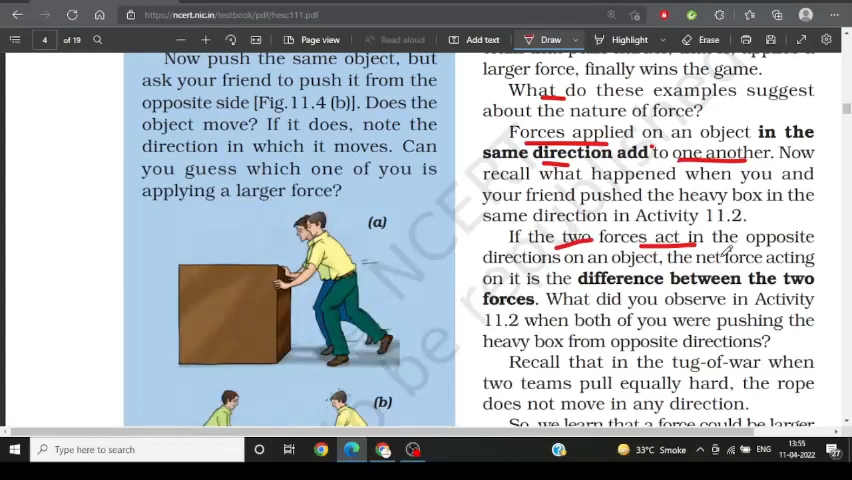 https://ncert.nic.in/textbook/pdf/hesc111.pdf
4 of 19
Page view
Read aloud
Add text
Draw
Highlight
Erase
Now push the same object, but
ask your friend to push it from the
opposite side [Fig.11.4 (b)]. Does the
object move? If it does, note the
direction in which it moves. Can
you guess which one of you is
applying a larger force?
(a)
(b)
larger force, finally wins the game.
What do these examples suggest
about the nature of force?
Forces applied on an object in the
same direction add to one another. Now
recall what happened when you and
your friend pushed the heavy box in the
same direction in Activity 11.2.
If the two forces act in the opposite
directions on an object, the net force acting
on it is the difference between the two
forces. What did you observe in Activity
11.2 when both of you were pushing the
heavy box from opposite directions?
Recall that in the tug-of-war when
two teams pull equally hard, the rope
does not move in any direction.
So, we learn that a force could be larger
Type here to search
33°C Smoke
ENG
13:55
11-04-2022
27